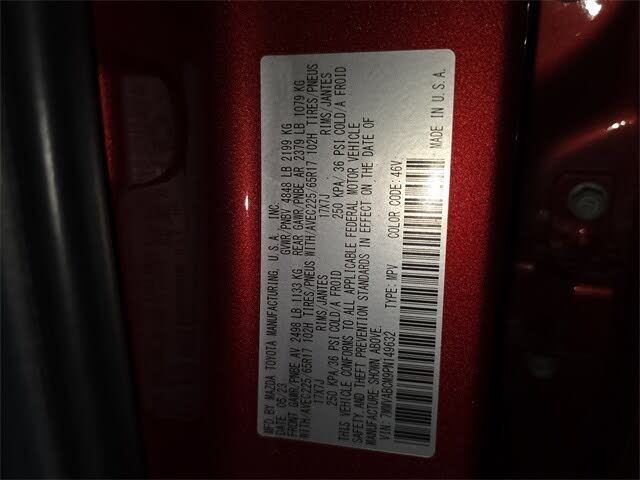 MFD BY MAZDA TOYOTA MANUFACTURING, U.S.A., INC.
DATE 06 23 GVWR/PNBV 4848 LB 2199 KG
FRONT GAWR/PNBE AV 2498 LB 1133 KG REAR GAWR/PNBE AR 2379 LB 1079 KG
WITH/AVEC225/65R17 102H TIRES/PNEUS WITH/AVEC225/65R17 102H TIRES/PNEUS
17X7J RIMS/JANTES 17X7J RIMS/JANTES
250 KPA/36 PSI COLD/A FROID 250 KPA/ 36 PSI COLD/A FROID
THIS VEHICLE CONFORMS TO ALL APPLICABLE FEDERAL MOTOR VEHICLE
SAFETY AND THEFT PREVENTION STANDARDS IN EFFECT ON THE DATE OF
MANUFACTURE SHOWN ABOVE.
VIN: 7MMVABCM9PN149632 TYPE: MPV COLOR CODE:46V
MADE IN U.S.A.